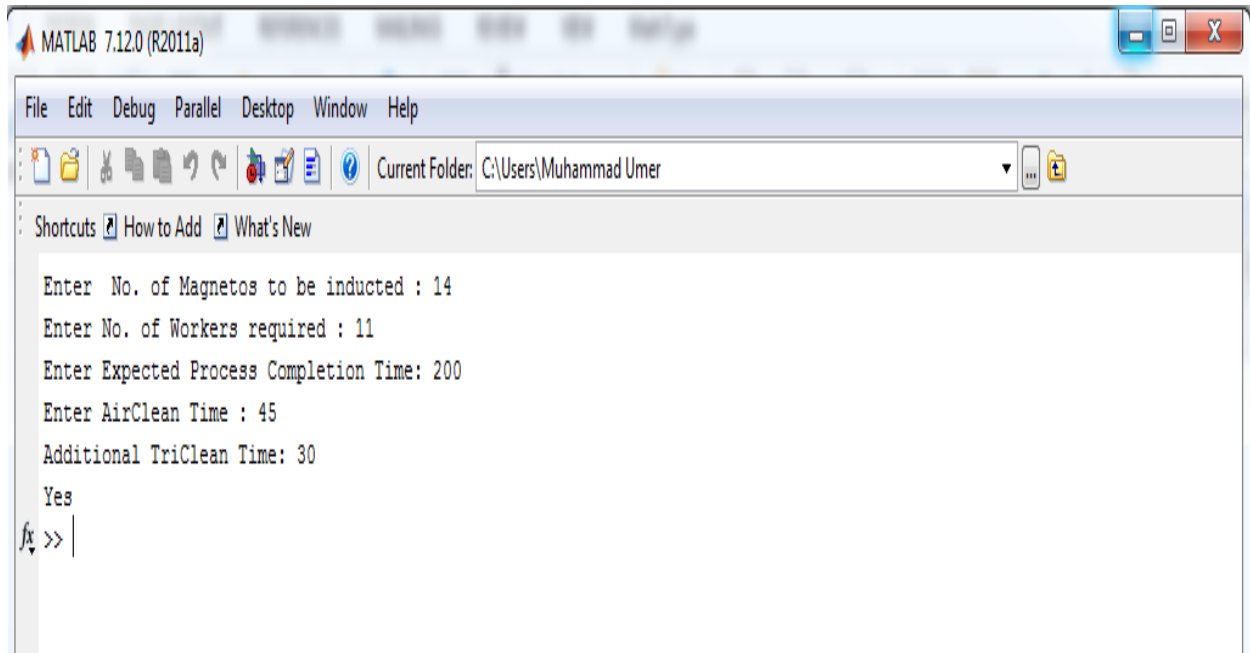 MATLAB 7.12.0 (R2011a)
File Edit Debug Parallel Desktop Window Help
Current Folder: C:\Users\Muhammad Umer
Shortcuts How to Add What's New
Enter  No. of Magnetos to be inducted : 14
Enter No. of Workers required : 11
Enter Expected Process Completion Time: 200
Enter AirClean Time : 45
Additional TriClean Time: 30
Yes
fx >>